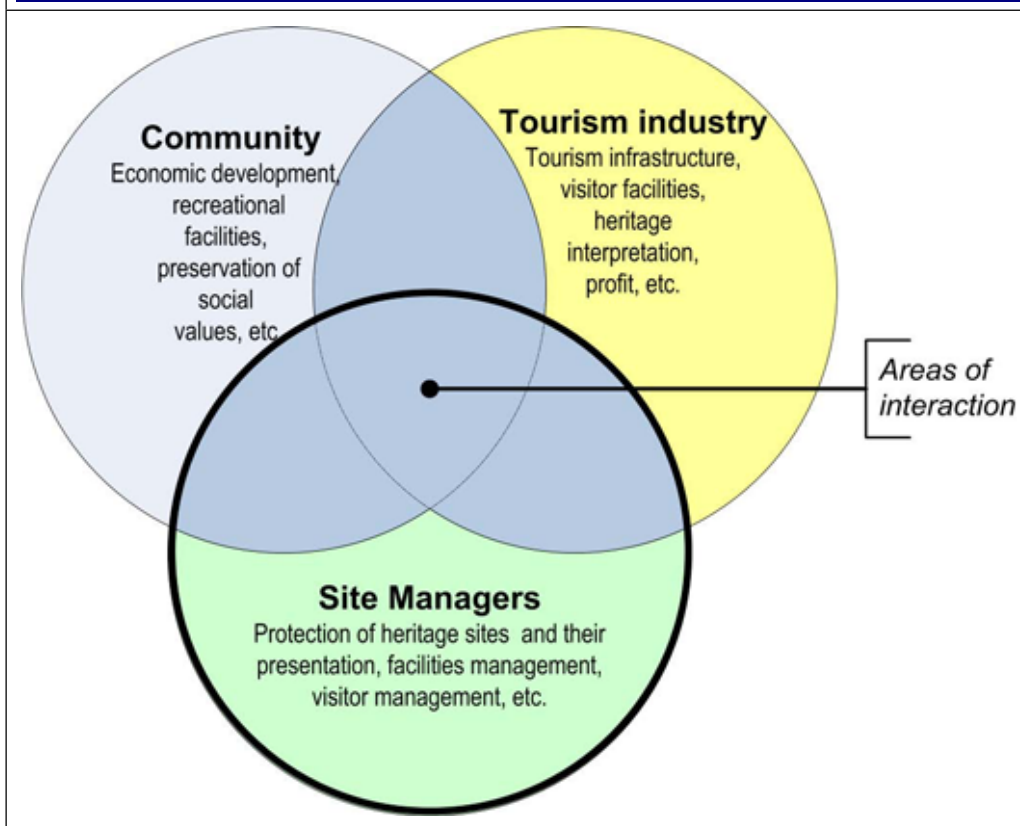 Community
Economic development,
recreational
facilities,
preservation of
social
values, etc.
Tourism industry
Tourism infrastructure,
visitor facilities,
heritage
interpretation,
profit, etc.
Areas of
interaction
Site Managers
Protection of heritage sites and their
presentation, facilities management,
visitor management, etc.